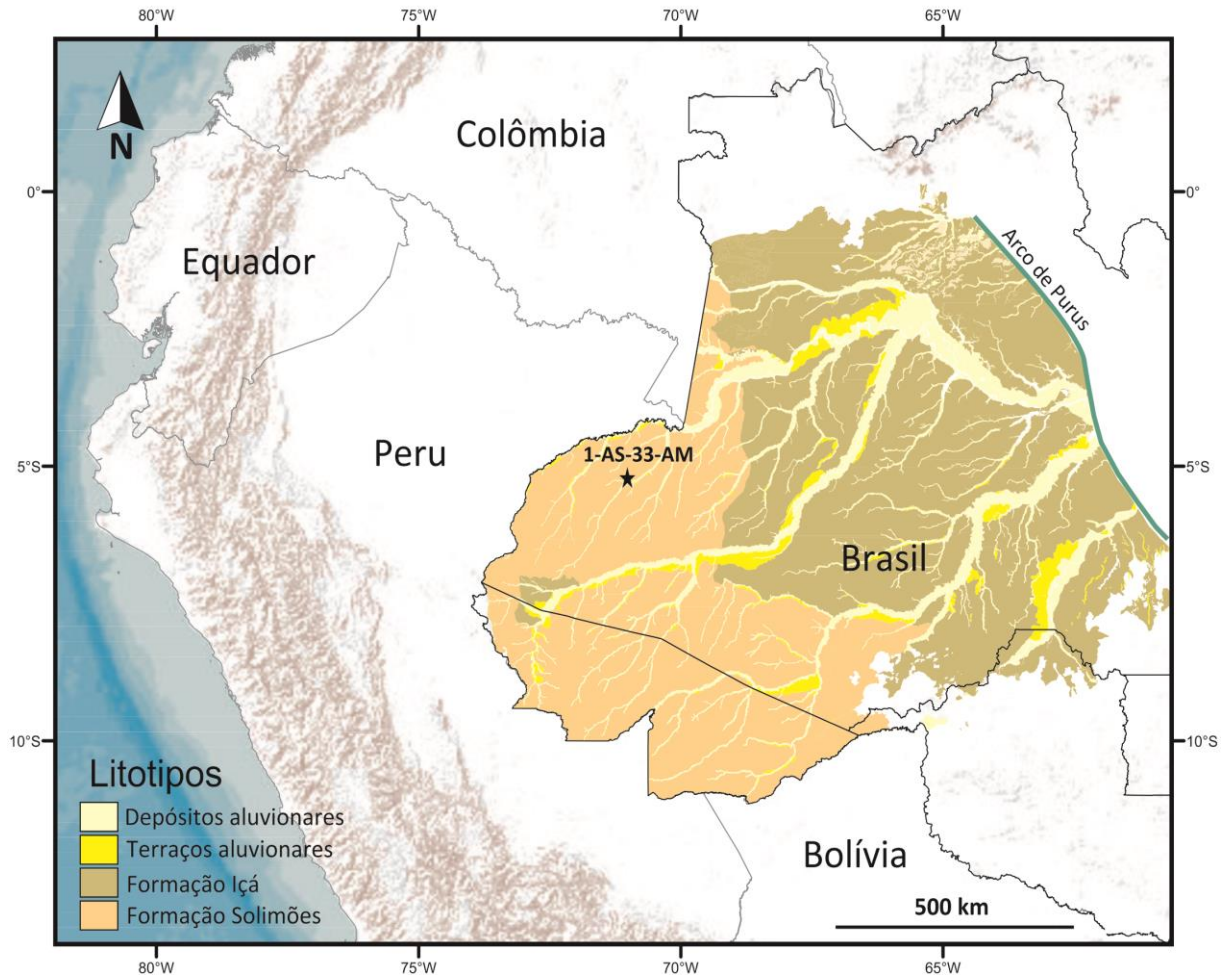 80°W 75°W 70°W 65°W
N
Colômbia
0° 0°
Equador
Arco de Purus
Peru
1-AS-33-AM
5°S 5°S
Brasil
10°S 10°S
Litotipos
Depósitos aluvionares
Terraços aluvionares
Formação Içá
Formação Solimões
Bolívia
500 km
80°W 75°W 70°W 65°W